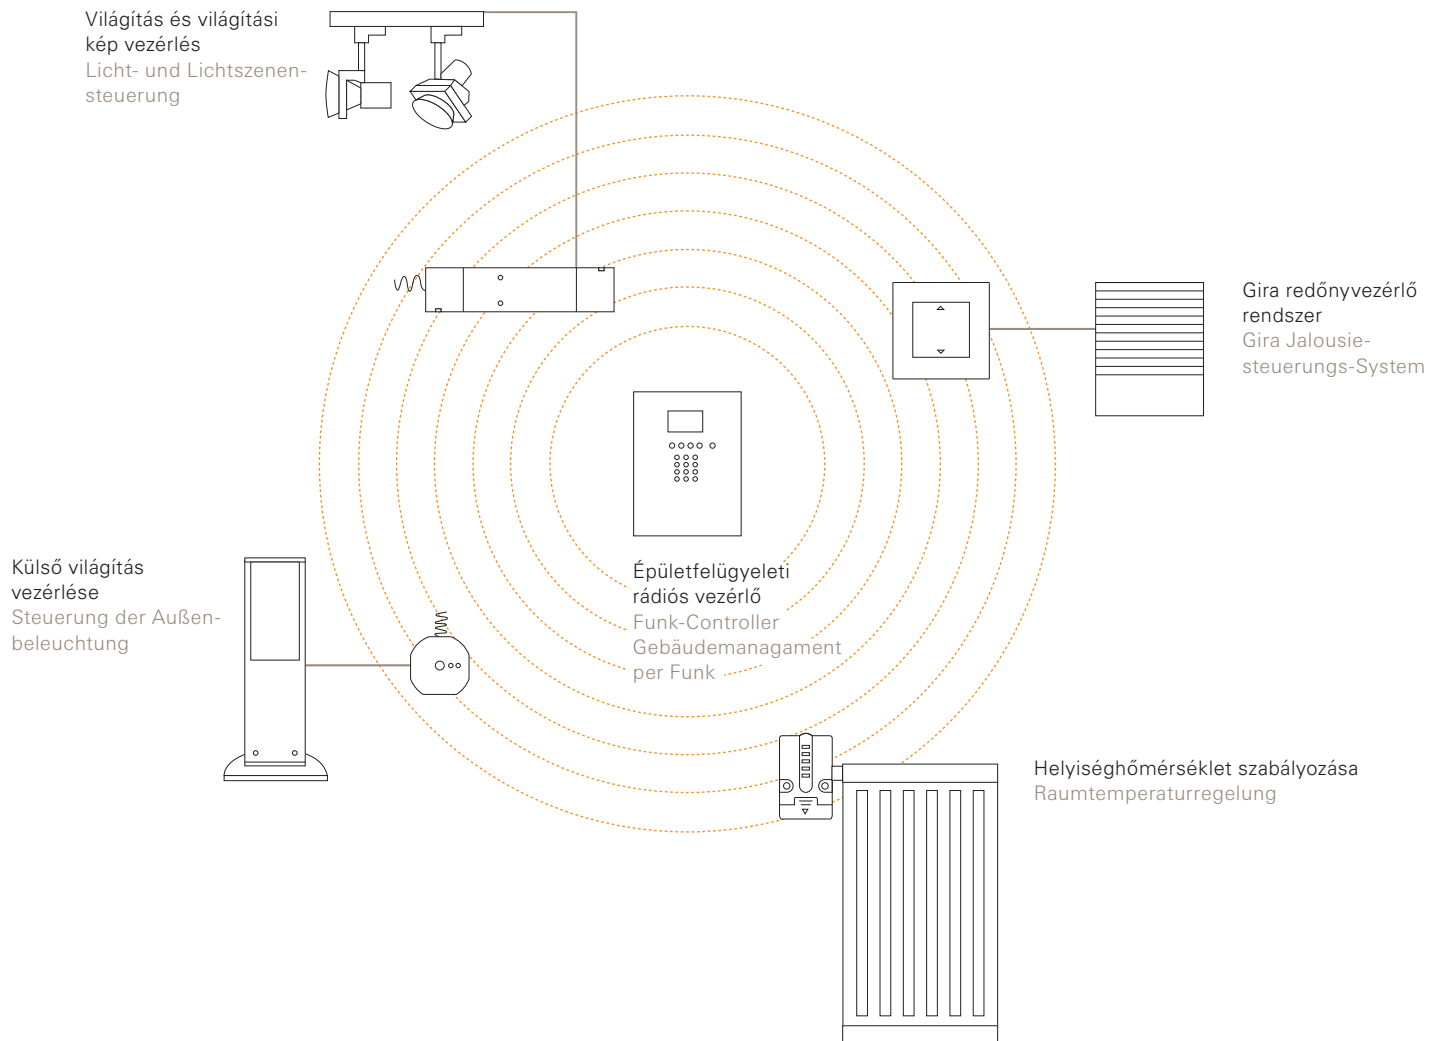 Világítás és világítási
kép vezérlés
Licht- und Lichtszenen-
steuerung
Gira redőnyvezérlő
rendszer
Gira Jalousie-
steuerungs-System
Külső világítás
vezérlése
Steuerung der Außen-
beleuchtung
Épületfelügyeleti
rádiós vezérlő
Funk-Controller
Gebäudemanagament
per Funk
Helyiséghőmérséklet szabályozása
Raumtemperaturregelung